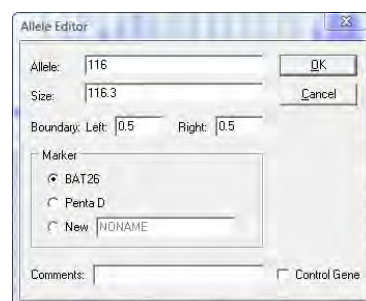 Allele Editor
Allele: 116 OK
Size: 116.3 Cancel
Boundary: Left: 0.5 Right: 0.5
Marker
BAT26
Penta D
New NONAME
Comments: Control Gene